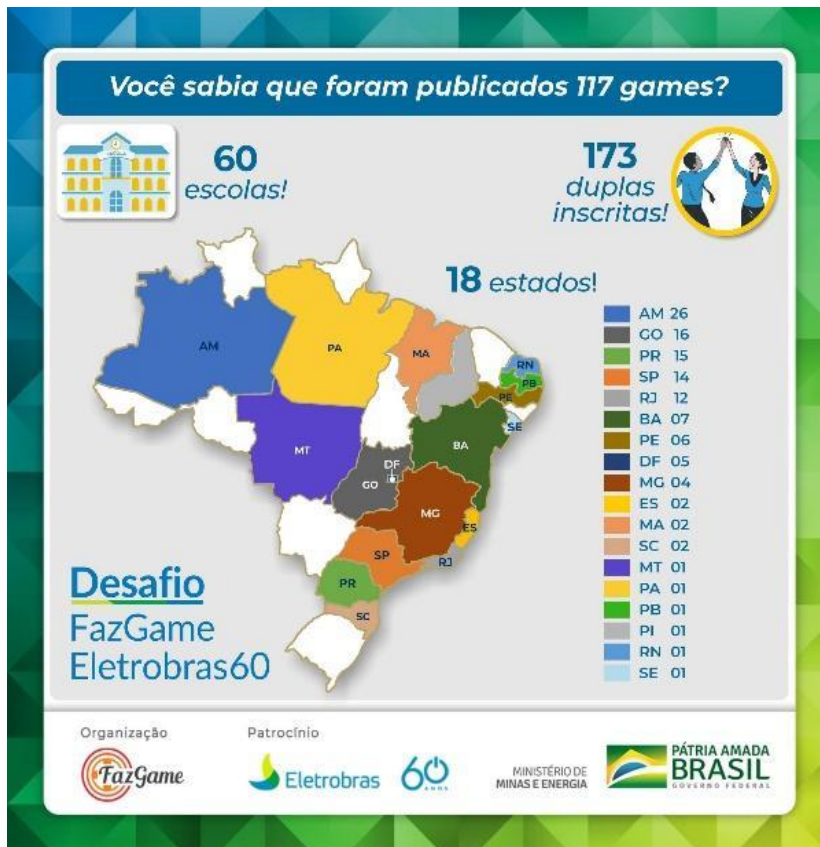 Você sabia que foram publicados 117 games?
60
escolas!
173
duplas
inscritas!
18 estados!
AM
PA
MA
RN
PB
PE
SE
MT
BA
DF
GO
MG
ES
SP
RJ
PR
SC
AM 26
GO 16
PR 15
SP 14
RJ 12
BA 07
PE 06
DF 05
MG 04
ES 02
MA 02
SC 02
MT 01
PA 01
PB 01
PI 01
RN 01
SE 01
Desafio
FazGame
Eletrobras60
Organização
FazGame
Patrocínio
Eletrobras
60
ANOS
MINISTÉRIO DE
MINAS E ENERGIA
PÁTRIA AMADA
BRASIL
GOVERNO FEDERAL